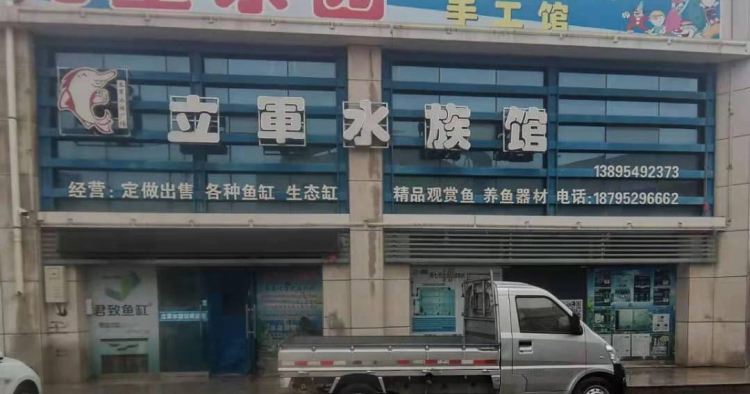 手工馆
立軍水族馆
13895492373
经营：定做出售 各种鱼缸 生态缸
精品观赏鱼 养鱼器材 电话:18795296662
君致鱼缸